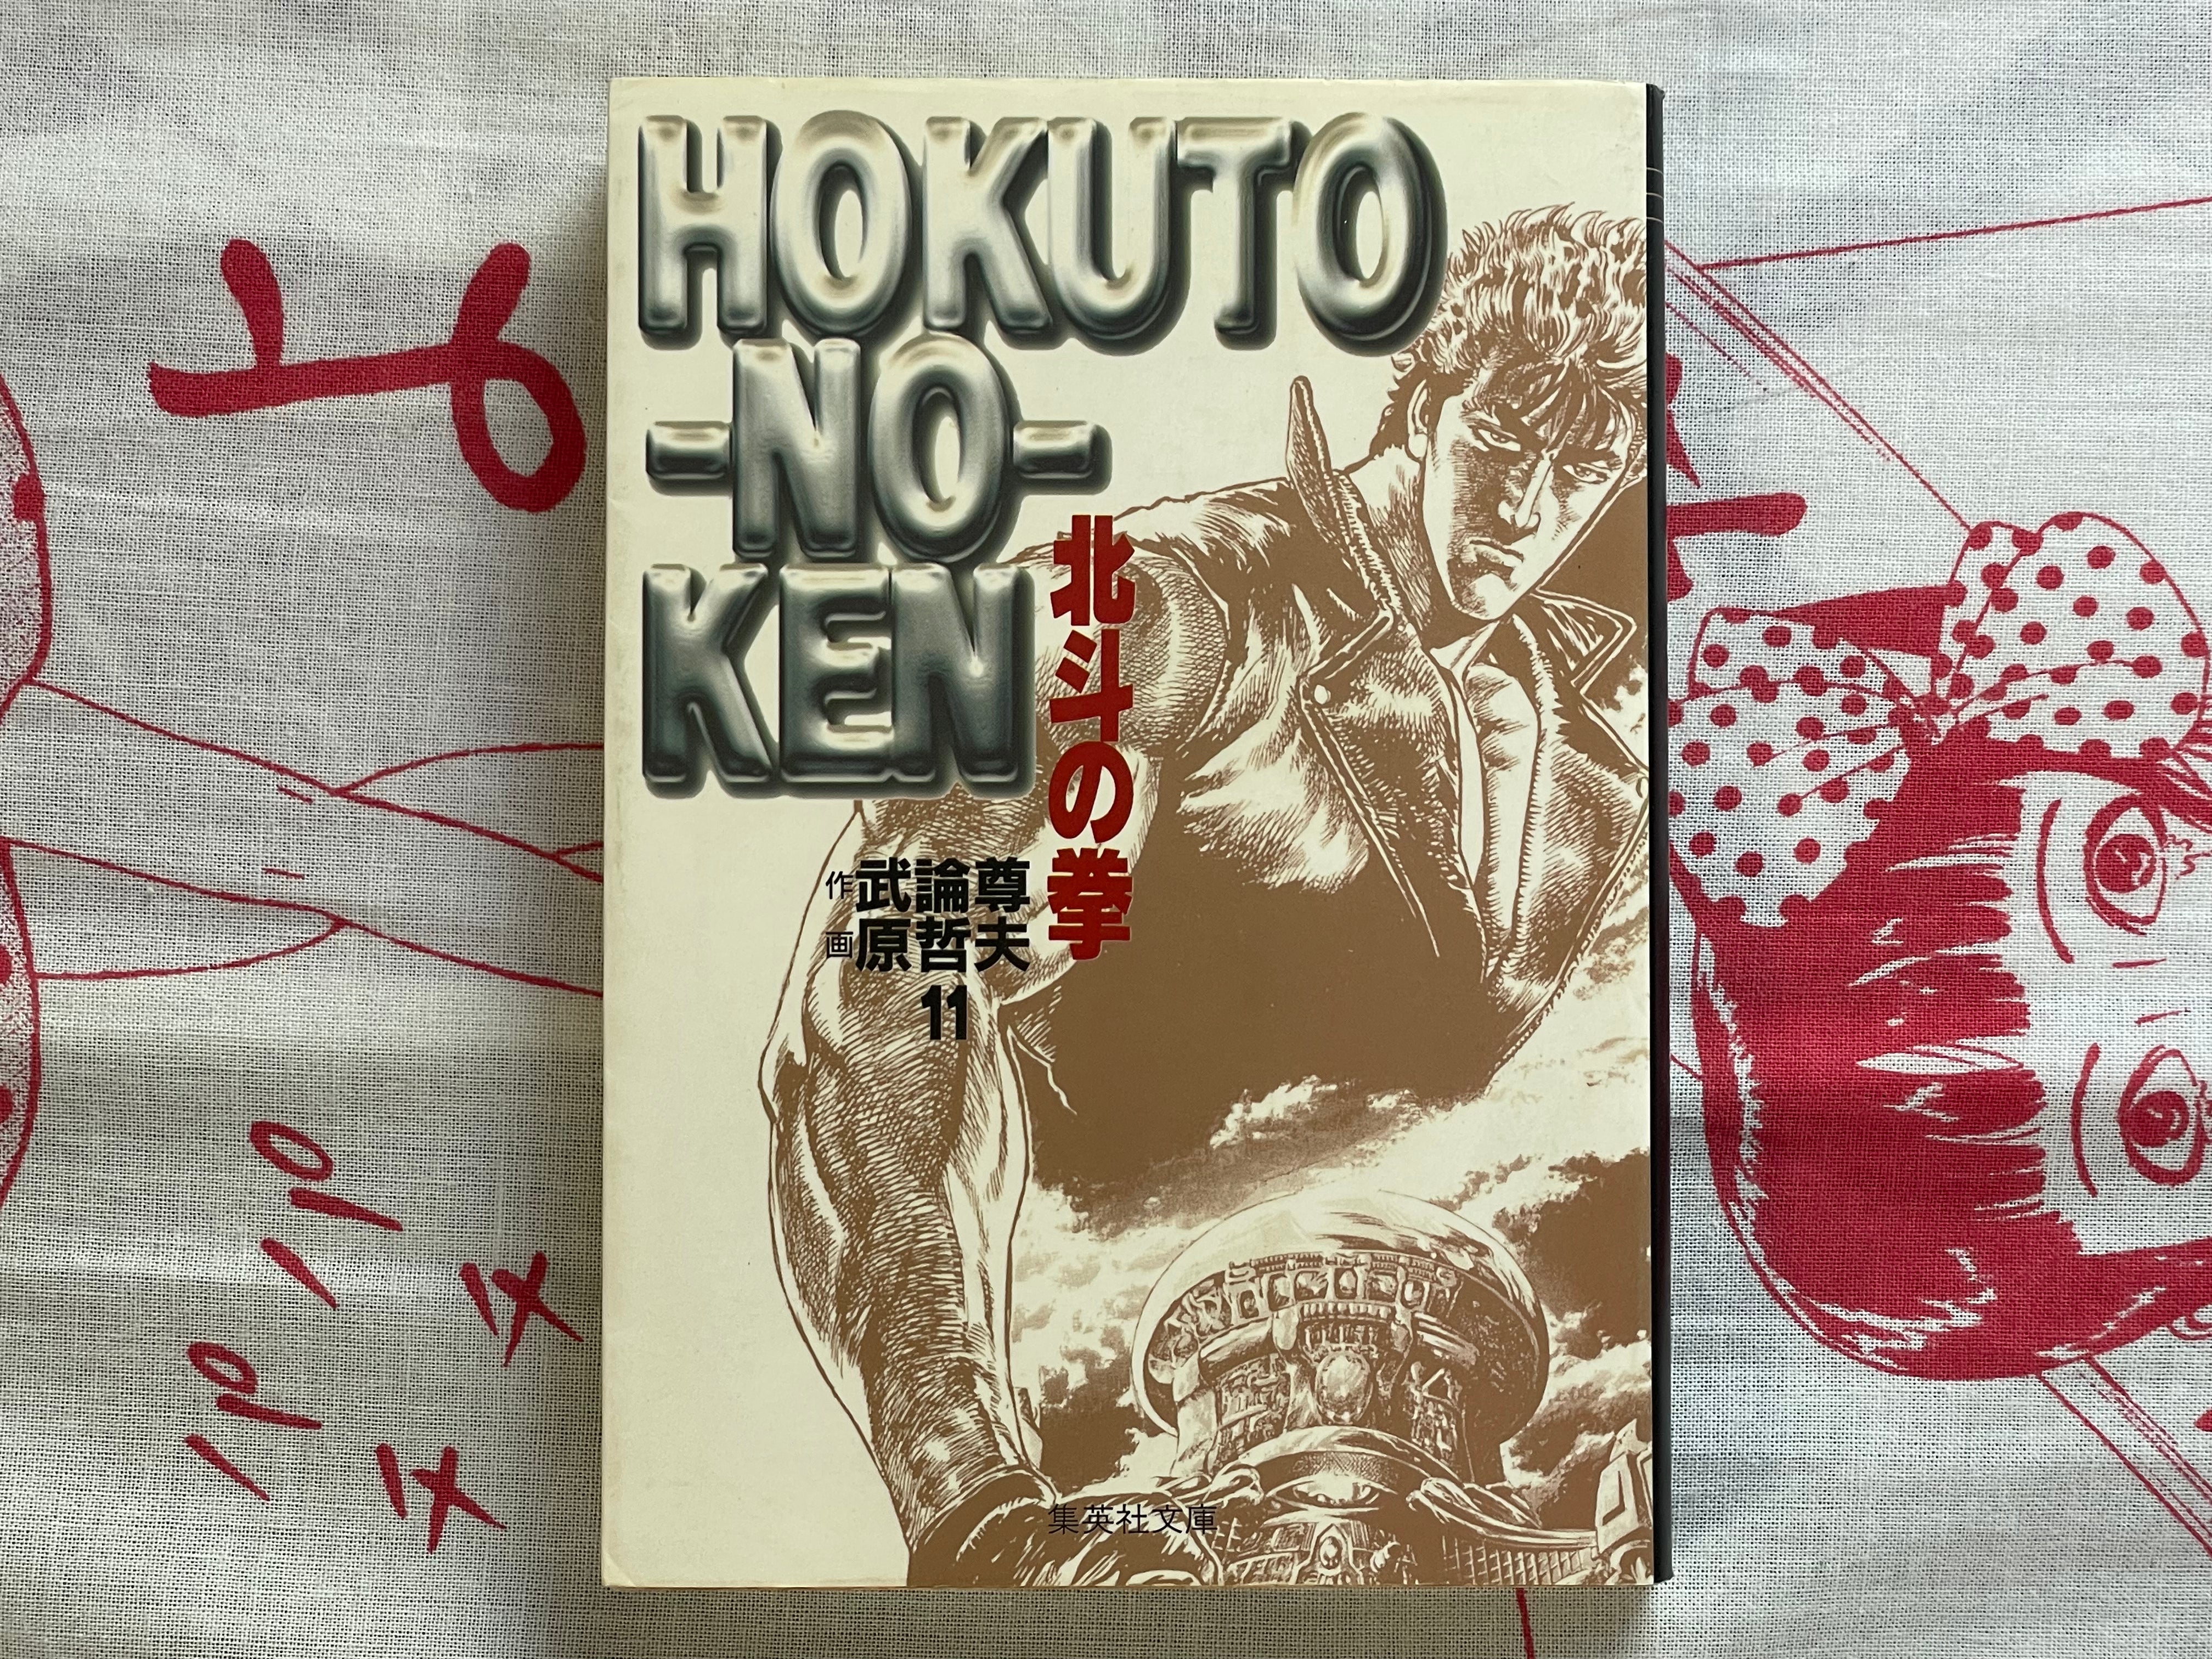 HOKUTO
-NO-
KEN
北斗の拳
作 武論尊
画 原哲夫
11
集英社文庫